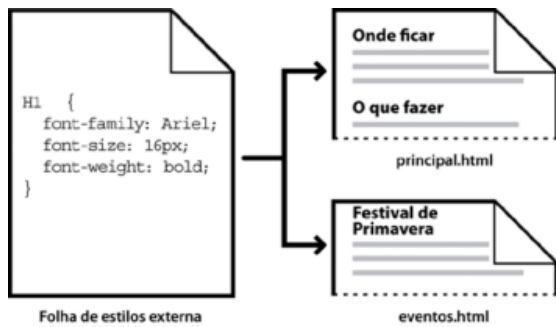 H1 {
font-family: Ariel;
font-size: 16px;
font-weight: bold;
}
Folha de estilos externa
Onde ficar
O que fazer
principal.html
Festival de
Primavera
eventos.html